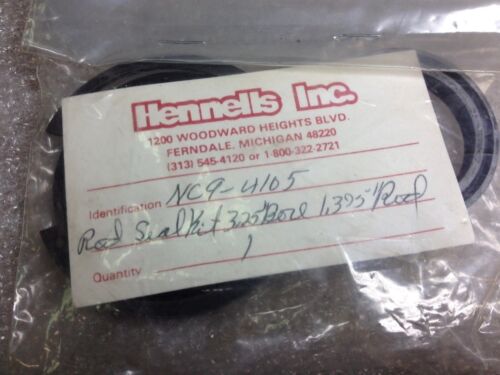 Hennells Inc.
1200 WOODWARD HEIGHTS BLVD.
FERNDALE, MICHIGAN 48220
(313) 545-4120 or 1-800-322-2721
Identification NC9-4105
Rod Seal Kit 3.25" Bore 1.375" Rod
Quantity 1